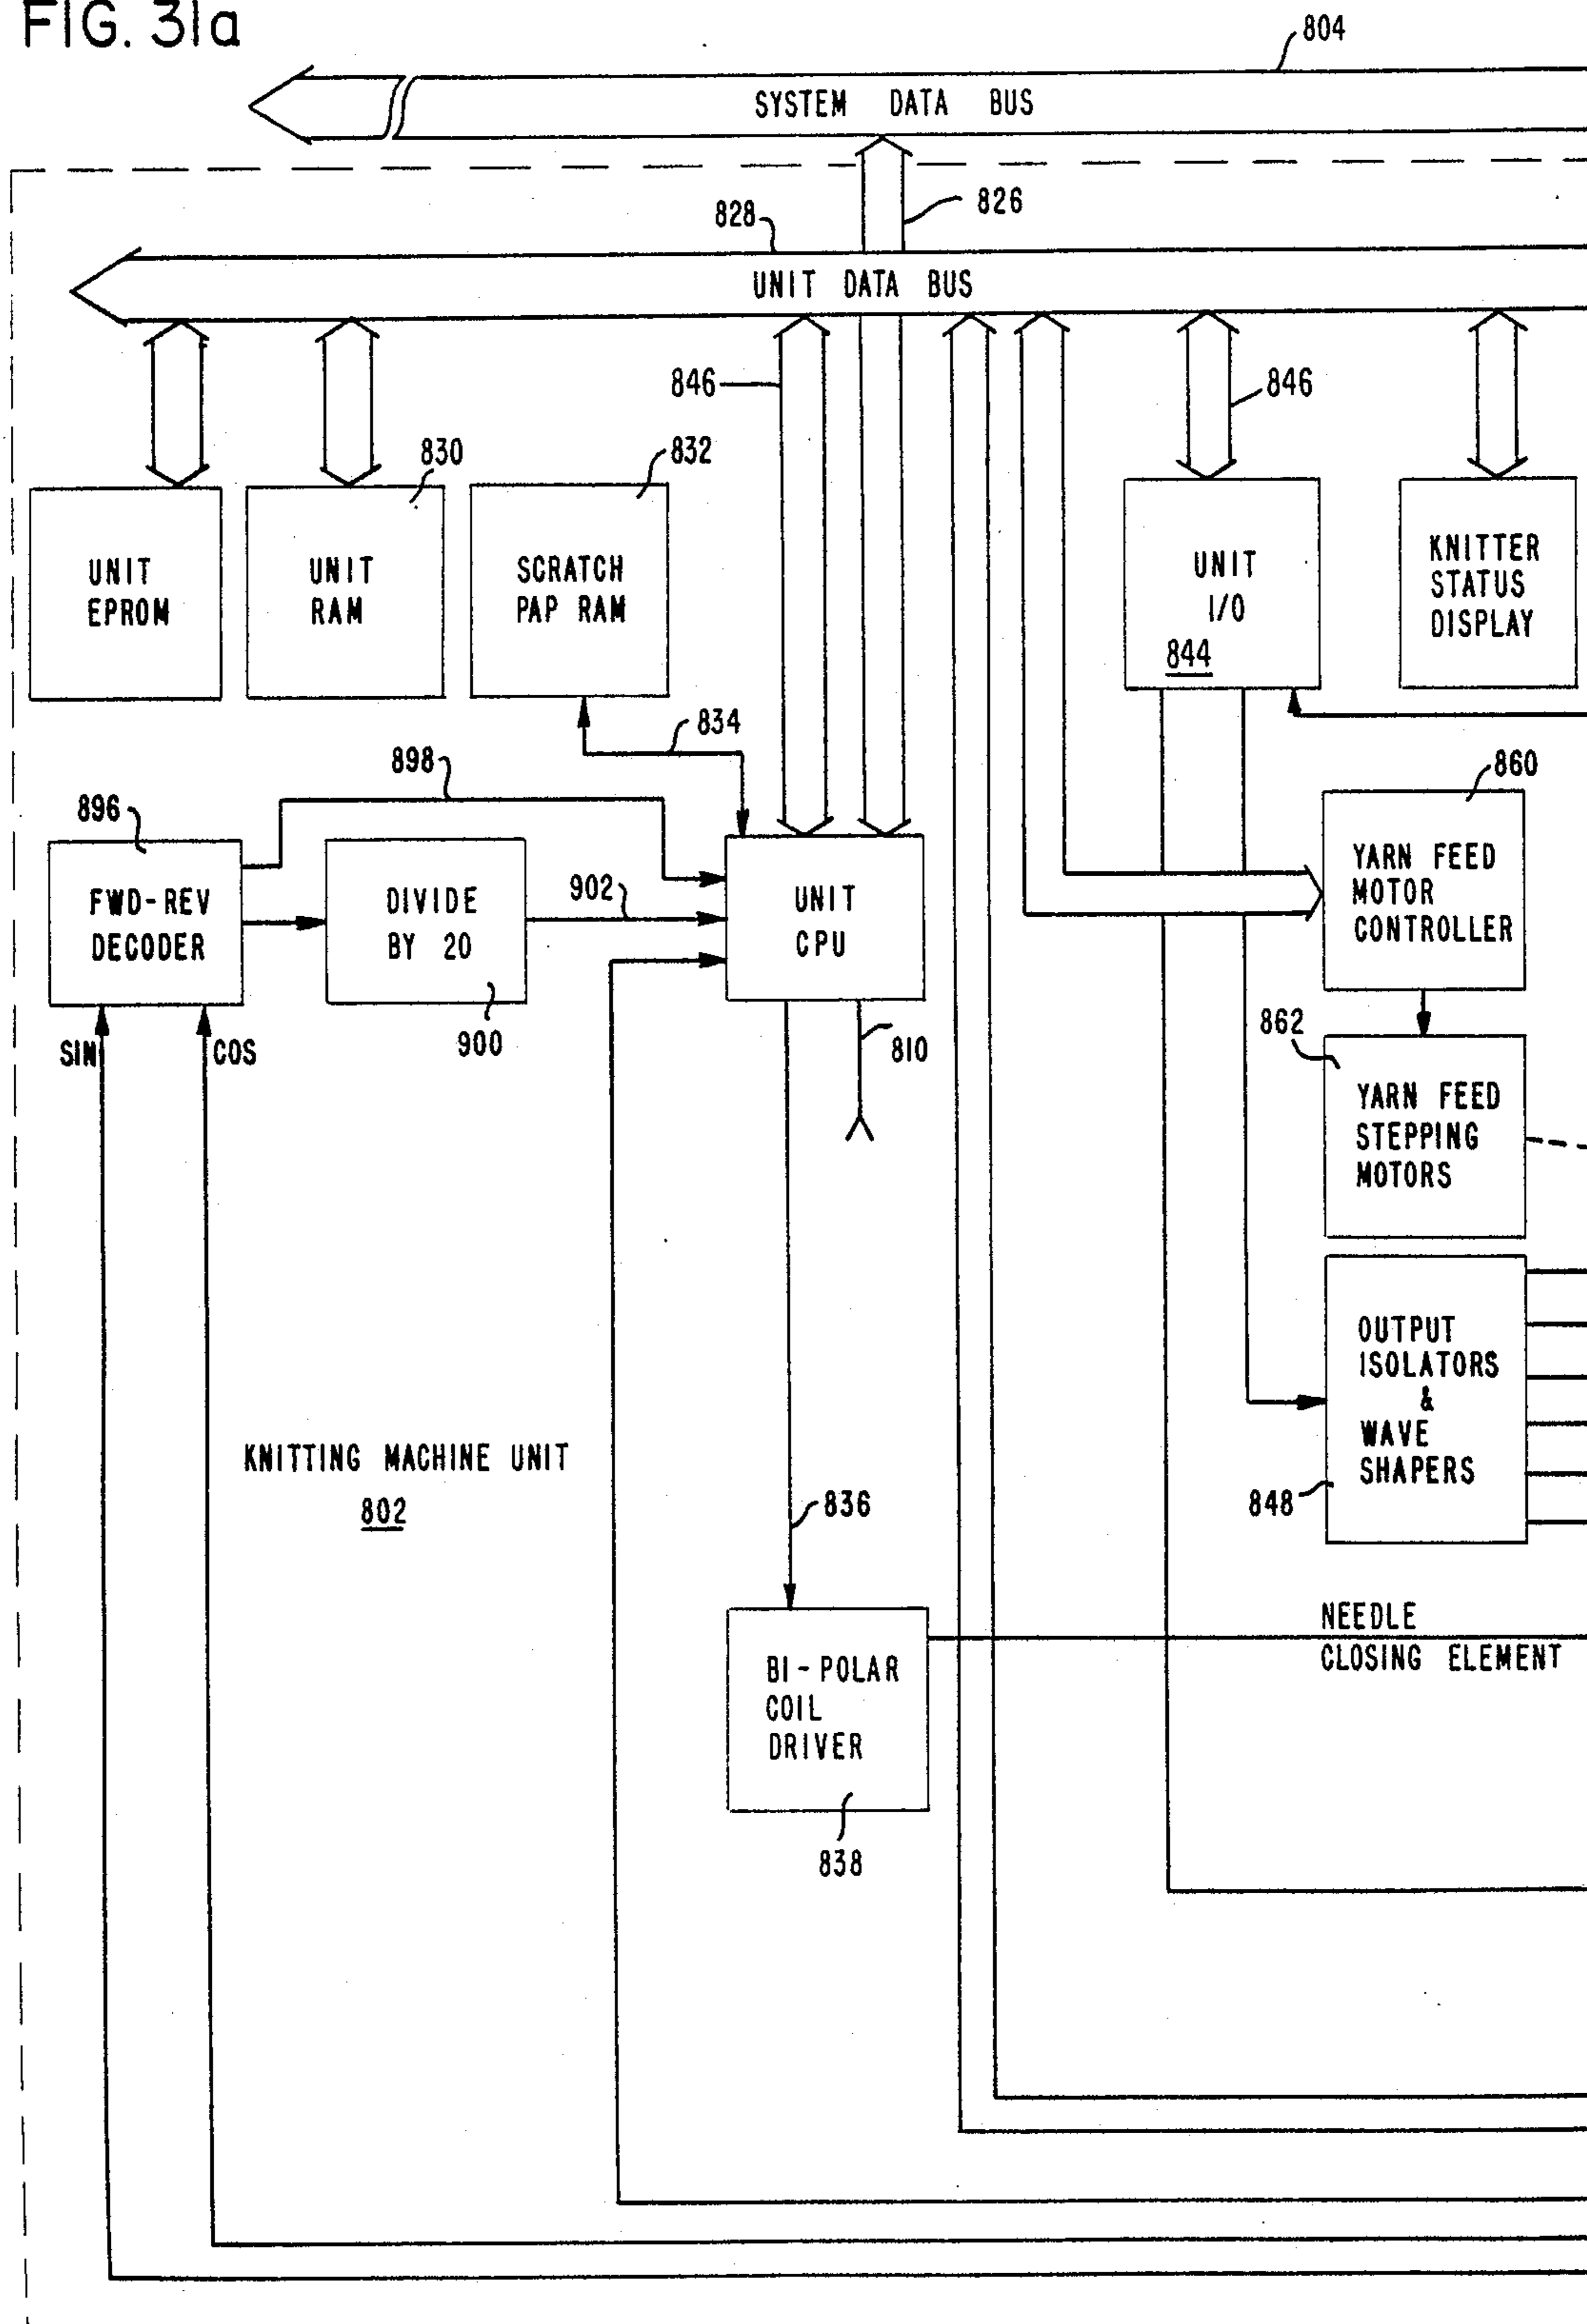 FIG. 31a
804
SYSTEM DATA BUS
826
828
UNIT DATA BUS
846
846
830
832
UNIT
EPROM
UNIT
RAM
SCRATCH
PAP RAM
UNIT
I/O
844
KNITTER
STATUS
DISPLAY
834
898
860
896
FWD-REV
DECODER
DIVIDE
BY 20
902
UNIT
CPU
YARN FEED
MOTOR
CONTROLLER
SIN
COS
900
810
862
YARN FEED
STEPPING
MOTORS
OUTPUT
ISOLATORS
&
WAVE
SHAPERS
848
KNITTING MACHINE UNIT
802
836
NEEDLE
CLOSING ELEMENT
BI-POLAR
COIL
DRIVER
838